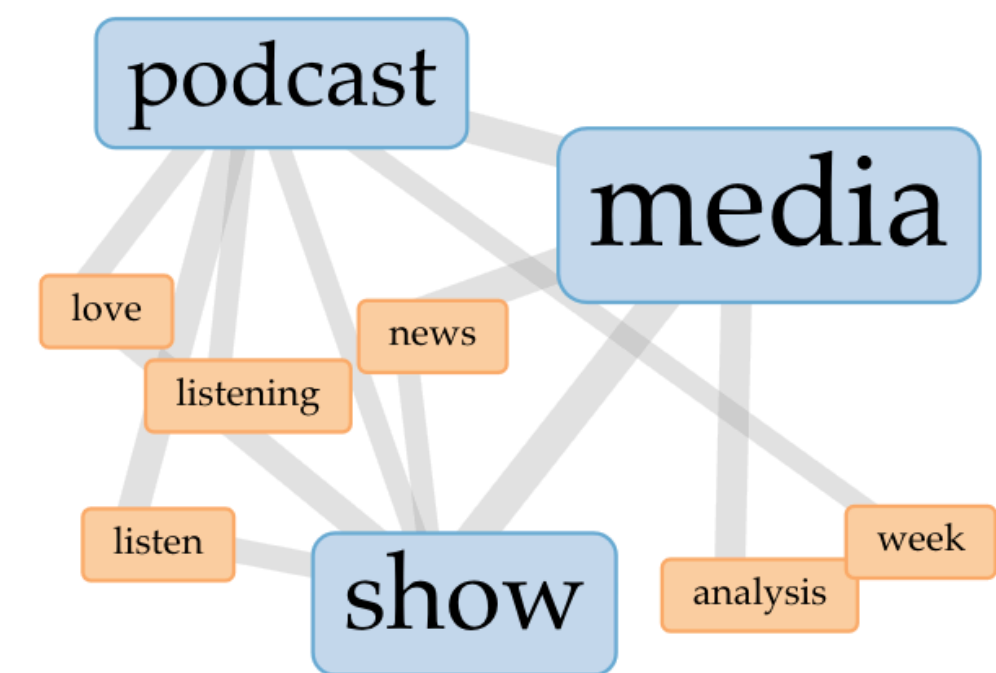 podcast
media
love
news
listening
listen
week
show
analysis